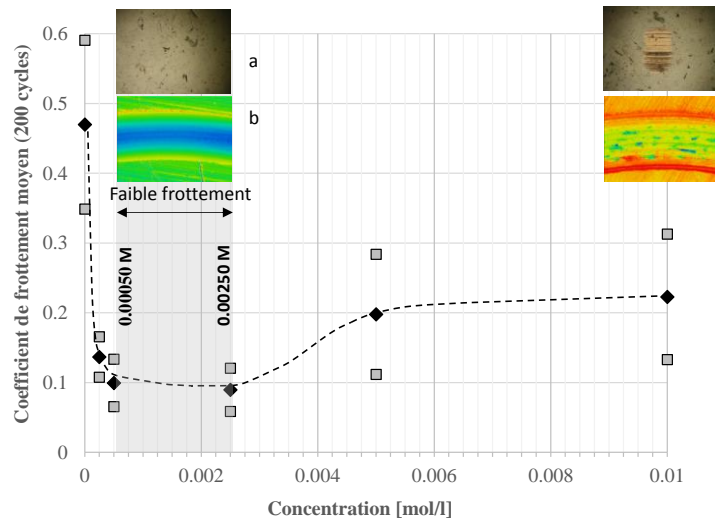 0.6
0.5
0.4
0.3
0.2
0.1
0
Coefficient de frottement moyen (200 cycles)
a
b
Faible frottement
0.00050 M
0.00250 M
0
0.002
0.004
0.006
0.008
0.01
Concentration [mol/l]